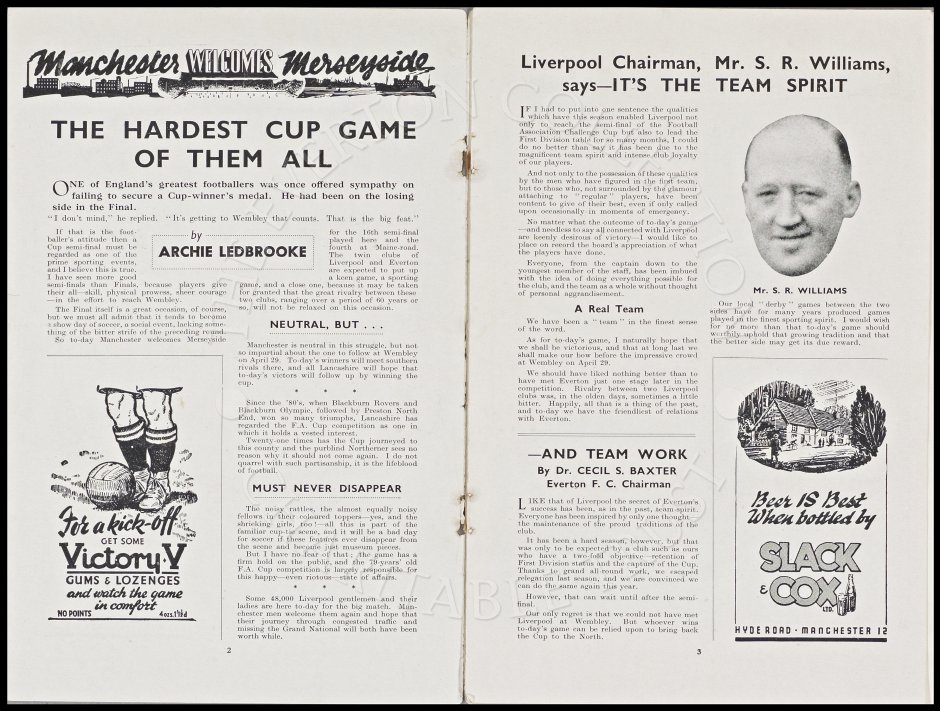 Manchester WELCOMES Merseyside
THE HARDEST CUP GAME
OF THEM ALL
ONE of England's greatest footballers was once offered sympathy on
failing to secure a Cup-winner's medal. He had been on the losing
side in the Final.
"I don't mind," he replied. "It's getting to Wembley that counts. That is the big feat."
If that is the foot-
baller's attitude then a
Cup semi-final must be
regarded as one of the
prime sporting events,
and I believe this is true.
I have seen more good
semi-finals than Finals, because players give
their all—skill, physical prowess, sheer courage
—in the effort to reach Wembley.
The Final itself is a great occasion, of course,
but we must all admit that it tends to become
a show day of soccer, a social event, lacking some-
thing of the bitter strife of the preceding round.
So to-day Manchester welcomes Merseyside
by
ARCHIE LEDBROOKE
for the 16th semi-final
played here and the
fourth at Maine-road.
The twin clubs of
Liverpool and Everton
are expected to put up
a keen game, a sporting
game, and a close one, because it may be taken
for granted that the great rivalry between these
two clubs, ranging over a period of 60 years or
so, will not be relaxed on this occasion.
NEUTRAL, BUT . . .
Manchester is neutral in this struggle, but not
so impartial about the one to follow at Wembley
on April 29. To-day's winners will meet southern
rivals there, and all Lancashire will hope that
to-day's victors will follow up by winning the
cup.
* * *
Since the '80's, when Blackburn Rovers and
Blackburn Olympic, followed by Preston North
End, won so many triumphs, Lancashire has
regarded the F.A. Cup competition as one in
which it holds a vested interest.
Twenty-one times has the Cup journeyed to
this county and the purblind Northerner sees no
reason why it should not come again. I do not
quarrel with such partisanship, it is the lifeblood
of football.
MUST NEVER DISAPPEAR
The noisy rattles, the almost equally noisy
fellows in their coloured toppers—yes, and the
shrieking girls, too!—all this is part of the
familiar cup-tie scene, and it will be a bad day
for soccer if these features ever disappear from
the scene and become just museum pieces.
But I have no fear of that; the game has a
firm hold on the public, and the 79-years' old
F.A. Cup competition is largely responsible for
this happy—even riotous—state of affairs.
* * *
Some 48,000 Liverpool gentlemen and their
ladies are here to-day for the big match. Man-
chester men welcome them again and hope that
their journey through congested traffic and
missing the Grand National will both have been
worth while.
For a kick-off
GET SOME
Victory-V
GUMS & LOZENGES
and watch the game
in comfort
NO POINTS
2
Liverpool Chairman, Mr. S. R. Williams,
says—IT'S THE TEAM SPIRIT
IF I had to put into one sentence the qualities
which have this season enabled Liverpool not
only to reach the semi-final of the Football
Association Challenge Cup but also to lead the
First Division table for so many months, I could
do no better than say it has been due to the
magnificent team spirit and intense club loyalty
of our players.
And not only to the possession of these qualities
by the men who have figured in the first team,
but to those who, not surrounded by the glamour
attaching to "regular" players, have been
content to give of their best, even if only called
upon occasionally in moments of emergency.
No matter what the outcome of to-day's game
—and needless to say all connected with Liverpool
are keenly desirous of victory—I would like to
place on record the board's appreciation of what
the players have done.
Everyone, from the captain down to the
youngest member of the staff, has been imbued
with the idea of doing everything possible for
the club, and the team as a whole without thought
of personal aggrandisement.
A Real Team
We have been a "team" in the finest sense
of the word.
As for to-day's game, I naturally hope that
we shall be victorious, and that at long last we
shall make our bow before the impressive crowd
at Wembley on April 29.
We should have liked nothing better than to
have met Everton just one stage later in the
competition. Rivalry between two Liverpool
clubs was, in the olden days, sometimes a little
bitter. Happily, all that is a thing of the past,
and to-day we have the friendliest of relations
with Everton.
Mr. S. R. WILLIAMS
Our local "derby" games between the two
sides have for many years produced games
played in the finest sporting spirit. I would wish
for no more than that to-day's game should
worthily uphold that growing tradition and that
the better side may get its due reward.
—AND TEAM WORK
By Dr. CECIL S. BAXTER
Everton F. C. Chairman
LIKE that of Liverpool the secret of Everton's
success has been, as in the past, team-spirit.
Everyone has been inspired by only one thought—
the maintenance of the proud traditions of the
club.
It has been a hard season, however, but that
was only to be expected by a club such as ours
who have a two-fold objective—retention of
First Division status and the capture of the Cup.
Thanks to grand all-round work, we escaped
relegation last season, and we are convinced we
can do the same again this year.
However, that can wait until after the semi-
final.
Our only regret is that we could not have met
Liverpool at Wembley. But whoever wins
to-day's game can be relied upon to bring back
the Cup to the North.
Beer IS Best
When bottled by
SLACK
& COX LTD.
HYDE ROAD · MANCHESTER 12
3